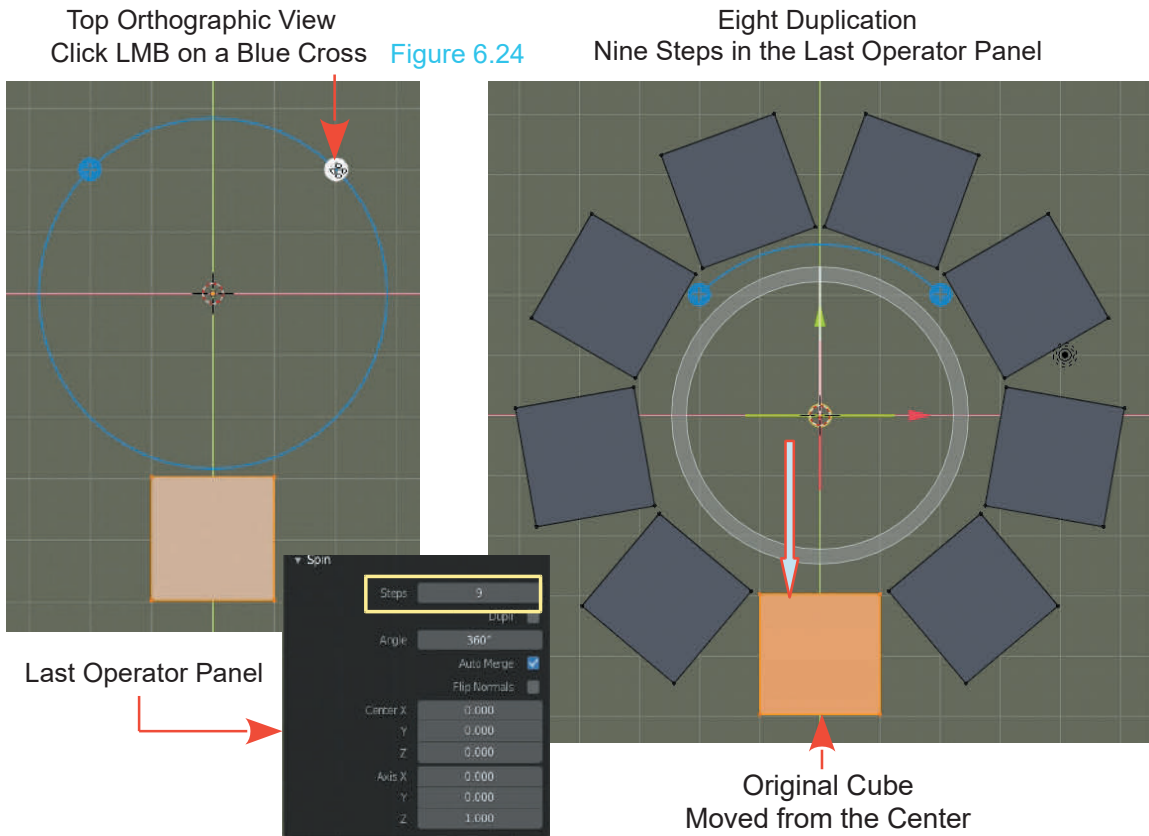 Top Orthographic View
Click LMB on a Blue Cross
Figure 6.24
Eight Duplication
Nine Steps in the Last Operator Panel
Spin
Steps 9
Dupli
Angle 360°
Auto Merge
Flip Normals
Center X 0.000
Y 0.000
Z 0.000
Axis X 0.000
Y 0.000
Z 1.000
Last Operator Panel
Original Cube
Moved from the Center